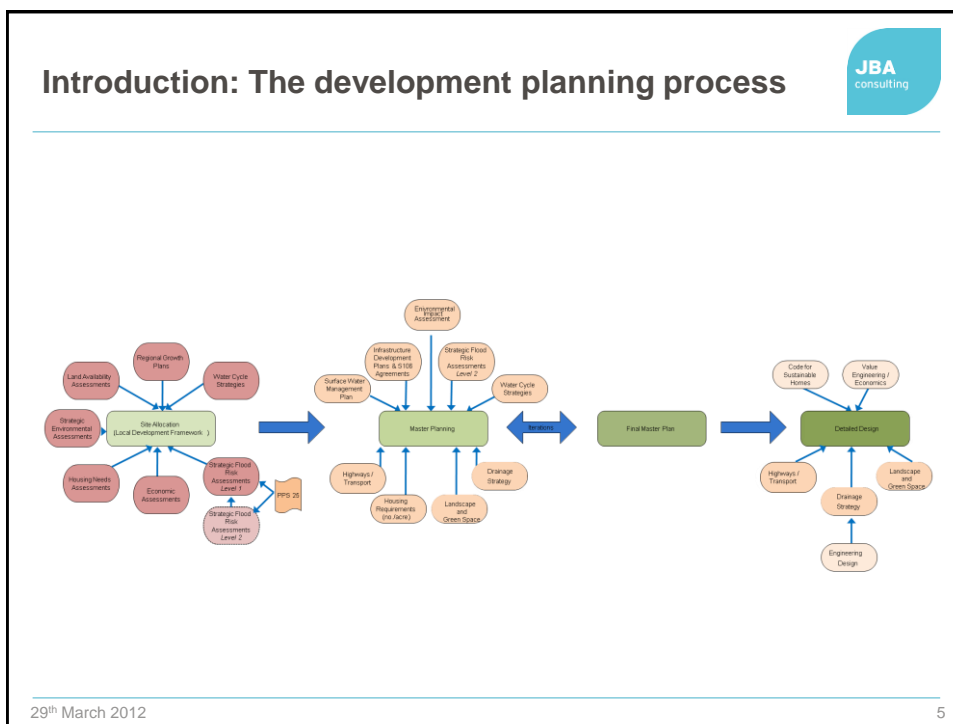 Introduction: The development planning process
JBA
consulting
Regional Growth
Plans
Land Availability
Assessments
Water Cycle
Strategies
Strategic
Environmental
Assessments
Site Allocation
(Local Development Framework )
Housing Needs
Assessments
Economic
Assessments
Strategic Flood
Risk
Assessments
Level 1
PPS 25
Strategic Flood
Risk
Assessments
Level 2
Environmental
Impact
Assessment
Infrastructure
Development
Plans & S106
Agreements
Strategic Flood
Risk
Assessments
Level 2
Surface Water
Management
Plan
Water Cycle
Strategies
Master Planning
Highways /
Transport
Housing
Requirements
(no./acre)
Landscape
and
Green Space
Drainage
Strategy
Iterations
Final Master Plan
Code for
Sustainable
Homes
Value
Engineering /
Economics
Detailed Design
Highways /
Transport
Drainage
Strategy
Landscape
and
Green Space
Engineering
Design
29th March 2012
5